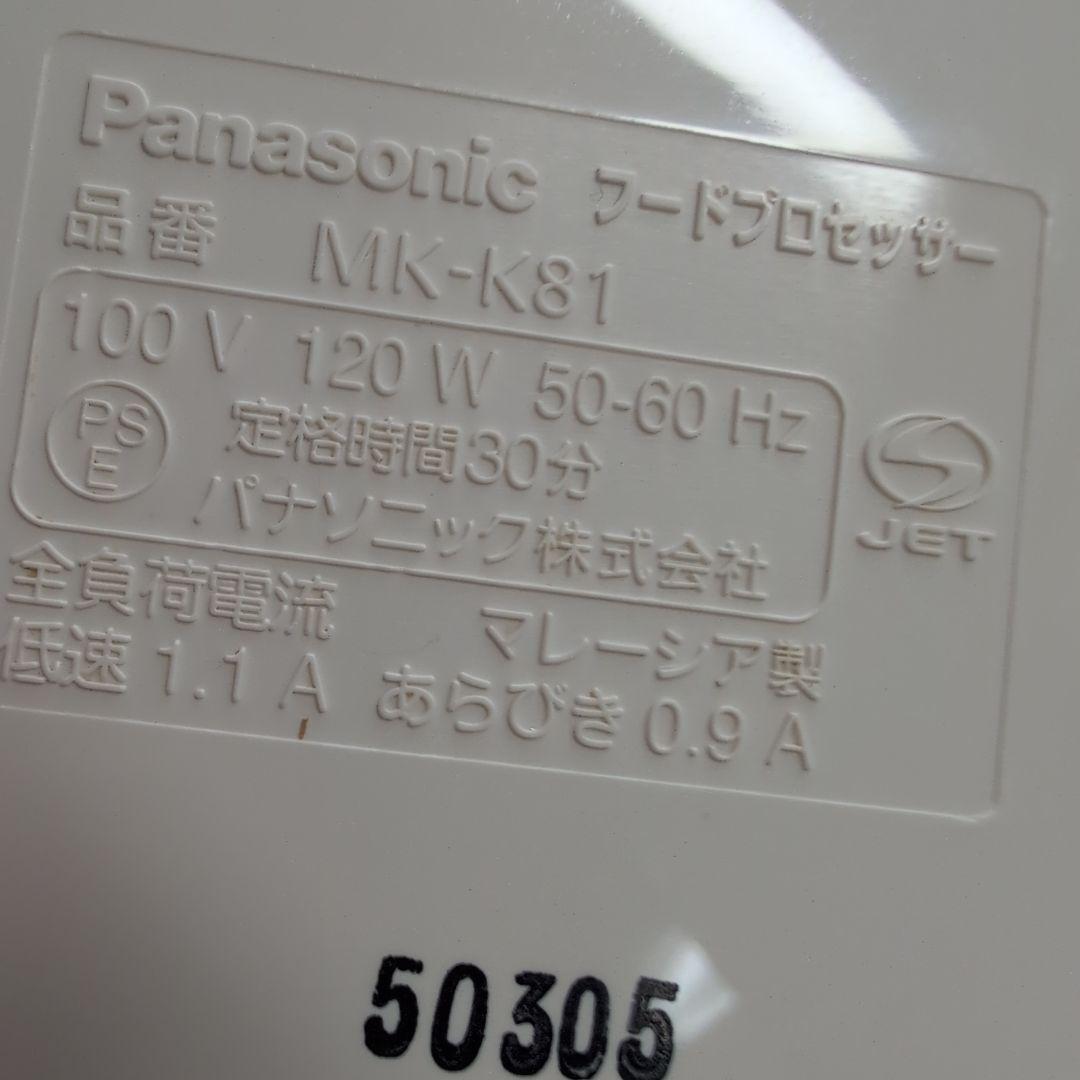 Panasonic フードプロセッサー
品番 MK-K81
100 V 120 W 50-60 Hz
PS
E
定格時間30分
パナソニック株式会社
JET
全負荷電流 マレーシア製
低速 1.1 A あらびき 0.9 A
50305